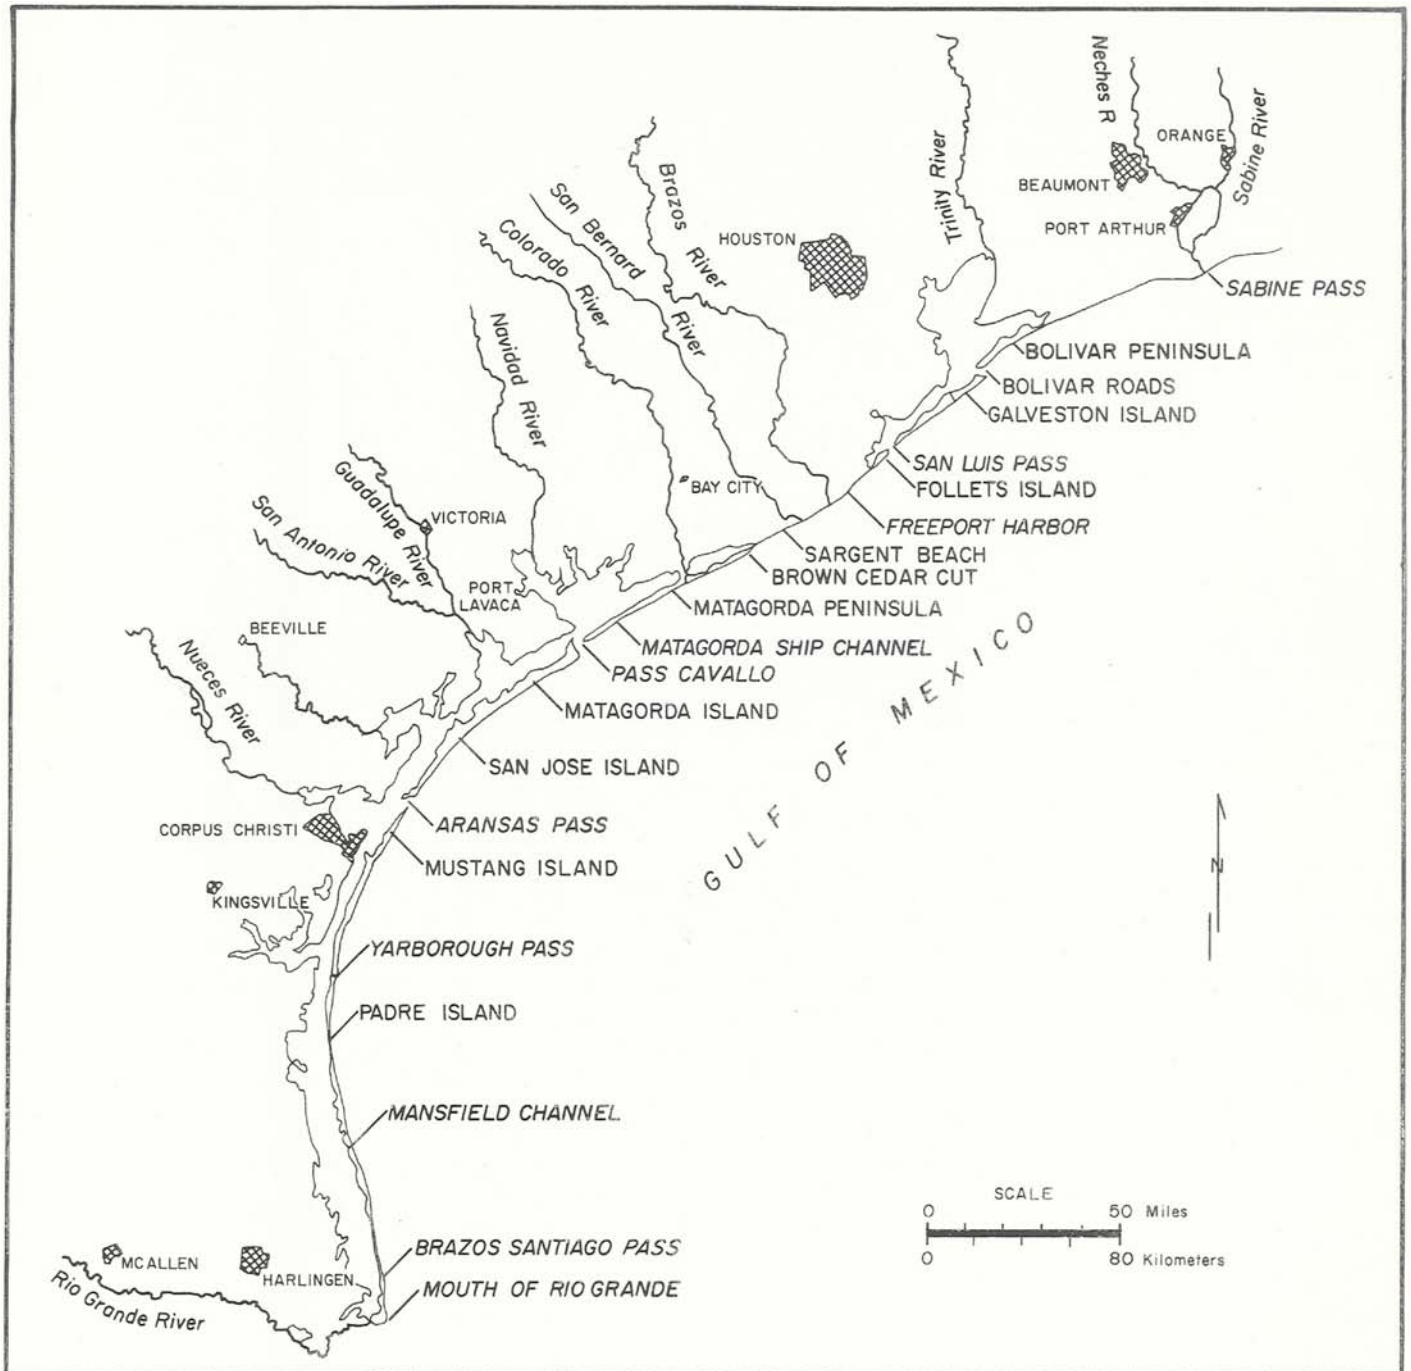 Neches R
ORANGE
Sabine River
BEAUMONT
PORT ARTHUR
Trinity River
HOUSTON
Brazos
River
San Bernard
River
Colorado
River
Navidad River
SABINE PASS
BOLIVAR PENINSULA
BOLIVAR ROADS
GALVESTON ISLAND
SAN LUIS PASS
FOLLETS ISLAND
BAY CITY
FREEPORT HARBOR
SARGENT BEACH
BROWN CEDAR CUT
Guadalupe River
VICTORIA
San Antonio River
PORT
LAVACA
MATAGORDA PENINSULA
BEEVILLE
MATAGORDA SHIP CHANNEL
PASS CAVALLO
Nueces River
MATAGORDA ISLAND
GULF OF MEXICO
SAN JOSE ISLAND
CORPUS CHRISTI
ARANSAS PASS
MUSTANG ISLAND
N
KINGSVILLE
YARBOROUGH PASS
PADRE ISLAND
MANSFIELD CHANNEL
SCALE
0 50 Miles
0 80 Kilometers
BRAZOS SANTIAGO PASS
MCALLEN
HARLINGEN
MOUTH OF RIO GRANDE
Rio Grande River